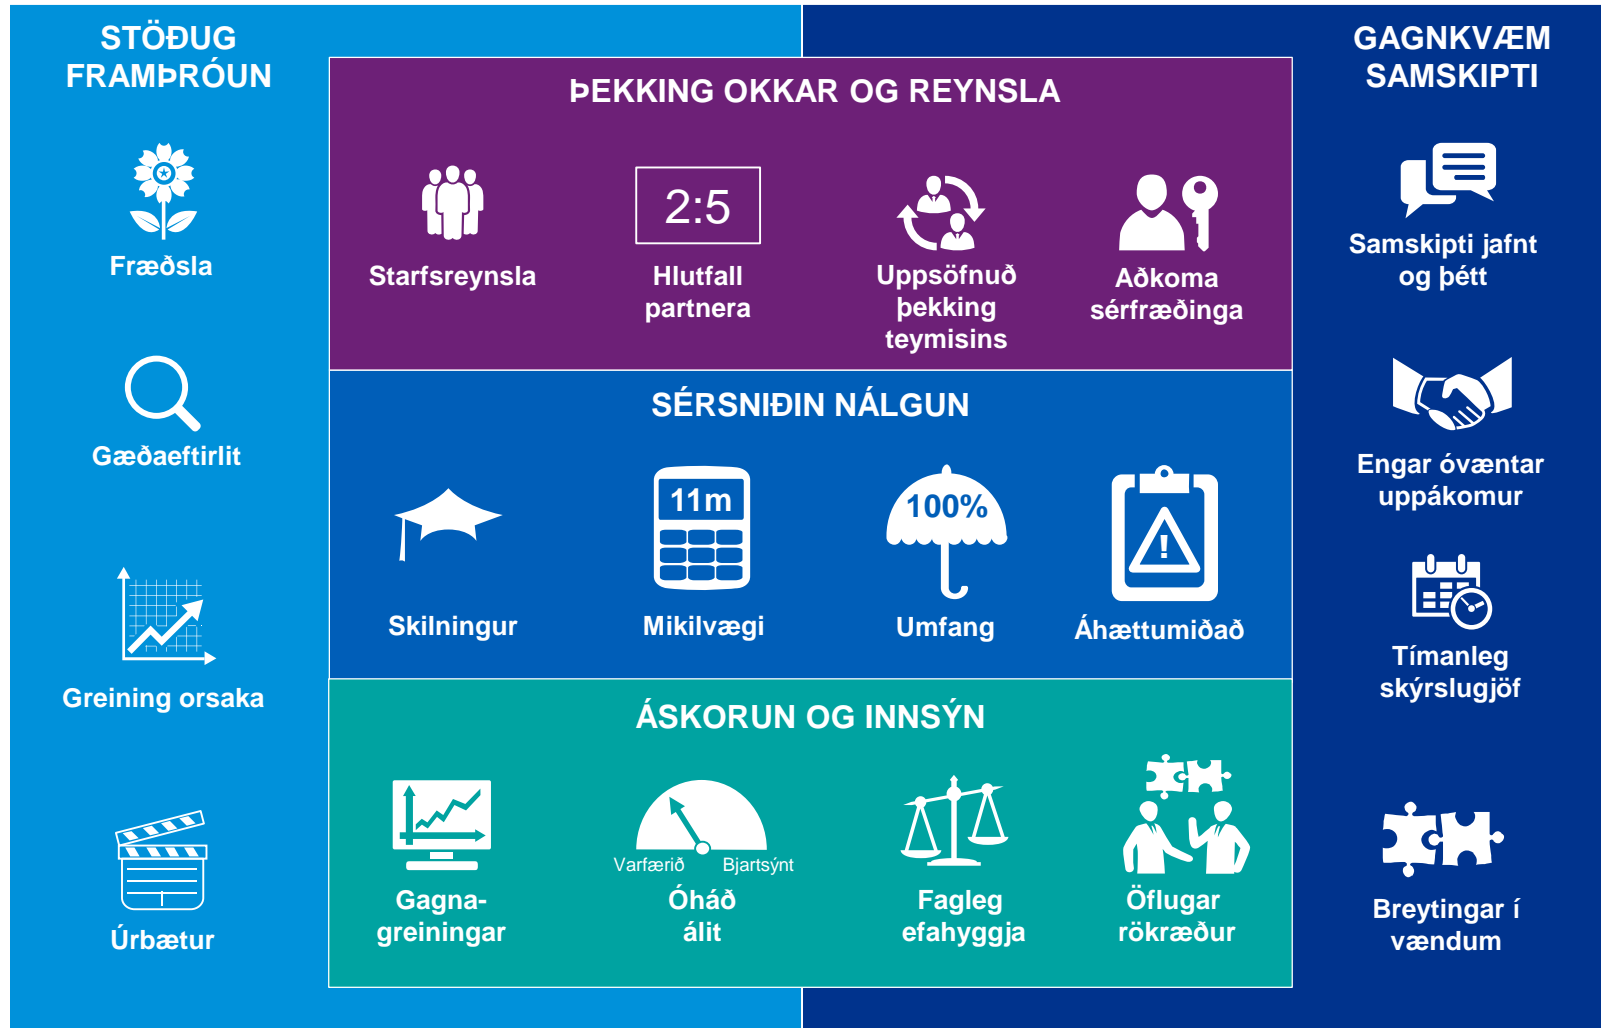 STÖÐUG
FRAMÞRÓUN
Fræðsla
Gæðaeftirlit
Greining orsaka
Úrbætur
ÞEKKING OKKAR OG REYNSLA
Starfsreynsla
2:5
Hlutfall
partnera
Uppsöfnuð
þekking
teymisins
Aðkoma
sérfræðinga
SÉRSNIÐIN NÁLGUN
Skilningur
11m
Mikilvægi
100%
Umfang
!
Áhættumiðað
ÁSKORUN OG INNSÝN
Gagna-
greiningar
Varfærið Bjartsýnt
Óháð
álit
Fagleg
efahyggja
Öflugar
rökræður
GAGNKVÆM
SAMSKIPTI
Samskipti jafnt
og þétt
Engar óvæntar
uppákomur
Tímanleg
skýrslugjöf
Breytingar í
vændum